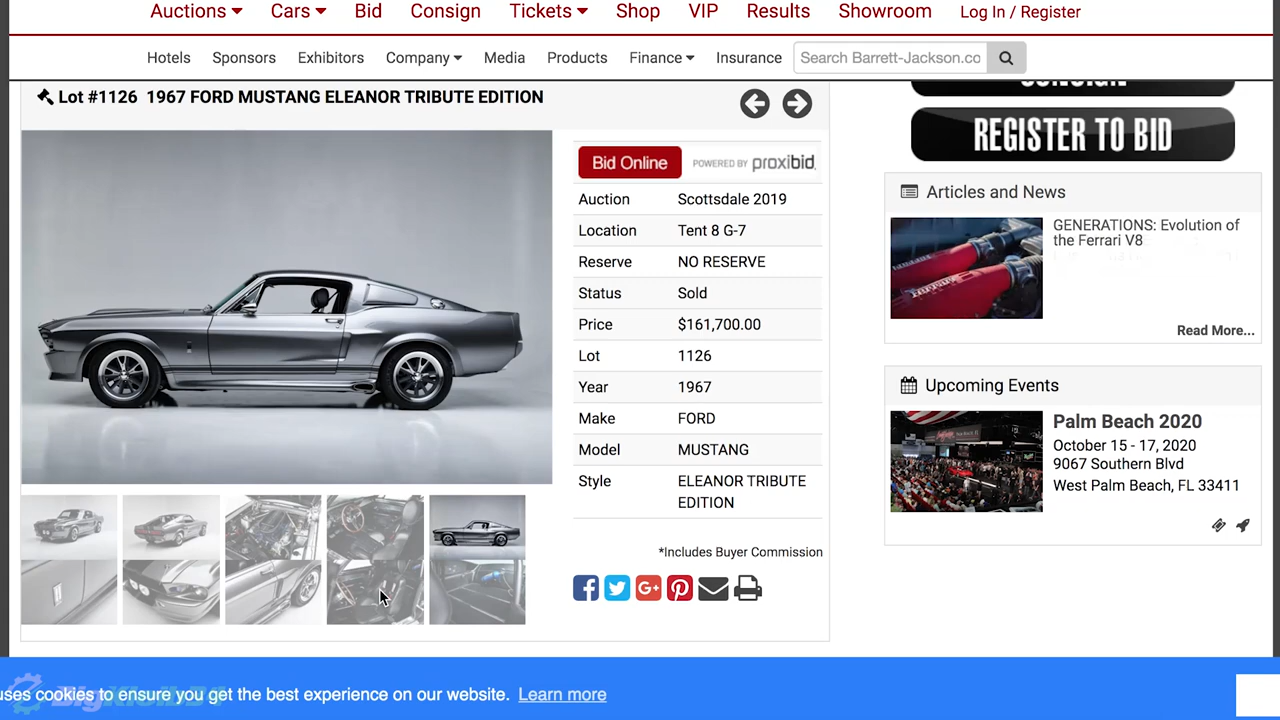 Auctions Cars Bid Consign Tickets Shop VIP Results Showroom Log In / Register
Hotels Sponsors Exhibitors Company Media Products Finance Insurance Search Barrett-Jackson.co
Lot #1126 1967 FORD MUSTANG ELEANOR TRIBUTE EDITION
Bid Online POWERED BY proxibid
Auction Scottsdale 2019
Location Tent 8 G-7
Reserve NO RESERVE
Status Sold
Price $161,700.00
Lot 1126
Year 1967
Make FORD
Model MUSTANG
Style ELEANOR TRIBUTE
EDITION
*Includes Buyer Commission
CONSIGN
REGISTER TO BID
Articles and News
GENERATIONS: Evolution of
the Ferrari V8
Read More...
Upcoming Events
Palm Beach 2020
October 15 - 17, 2020
9067 Southern Blvd
West Palm Beach, FL 33411
uses cookies to ensure you get the best experience on our website. Learn more